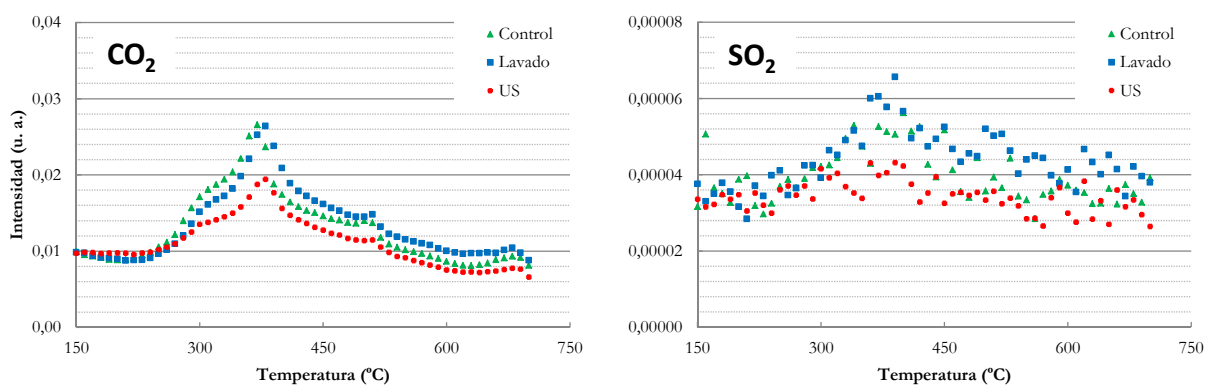 0,04
0,03
0,02
0,01
0,00
Intensidad (u. a.)
CO₂
Control
Lavado
US
150
300
450
600
750
Temperatura (ºC)
0,00008
0,00006
0,00004
0,00002
0,00000
SO₂
Control
Lavado
US
150
300
450
600
750
Temperatura (ºC)